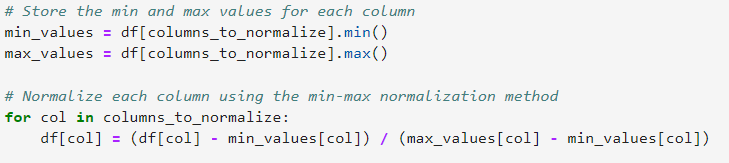 # Store the min and max values for each column
min_values = df[columns_to_normalize].min()
max_values = df[columns_to_normalize].max()
# Normalize each column using the min-max normalization method
for col in columns_to_normalize:
    df[col] = (df[col] - min_values[col]) / (max_values[col] - min_values[col])